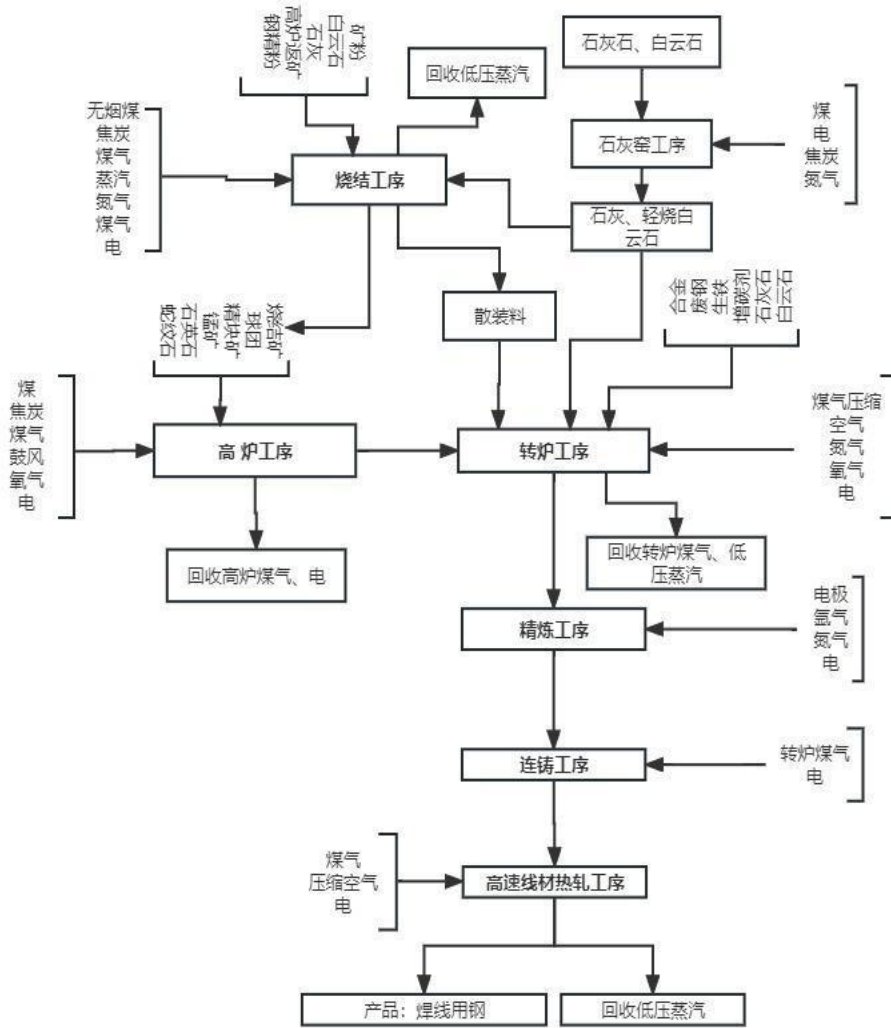 矿粉
白云石
石灰
高炉返矿
钢精粉
回收低压蒸汽
石灰石、白云石
无烟煤
焦炭
煤气
蒸汽
氮气
煤气
电
烧结工序
石灰窑工序
煤
电
焦炭
氮气
石灰、轻烧白
云石
散装料
合金
废钢
生铁
增碳剂
石灰石
白云石
烧结矿
球团
精块矿
锰矿
石英石
蛇纹石
煤
焦炭
煤气
鼓风
氧气
电
高 炉工序
转炉工序
煤气压缩
空气
氮气
氧气
电
回收高炉煤气、电
回收转炉煤气、低
压蒸汽
精炼工序
电极
氩气
氮气
电
连铸工序
转炉煤气
电
煤气
压缩空气
电
高速线材热轧工序
产品：焊线用钢
回收低压蒸汽